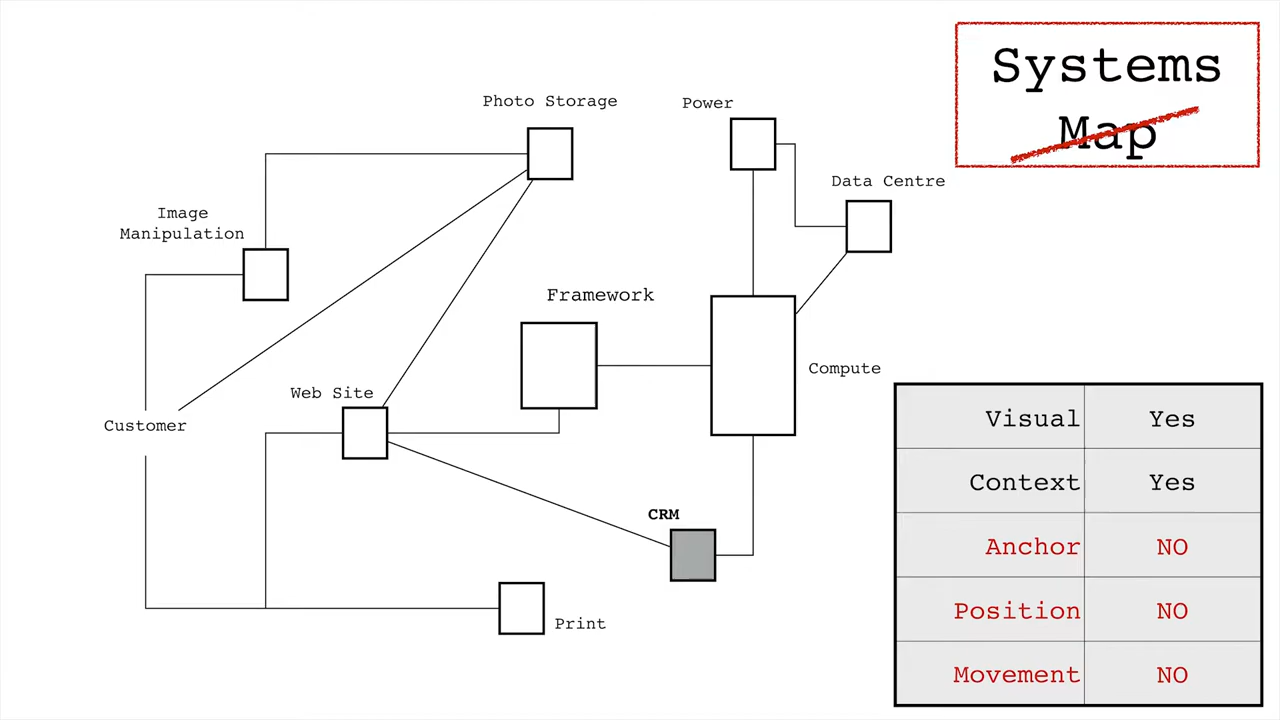 Systems
Map
Photo Storage
Power
Data Centre
Image
Manipulation
Framework
Compute
Web Site
Customer
CRM
Print
Visual Yes
Context Yes
Anchor NO
Position NO
Movement NO